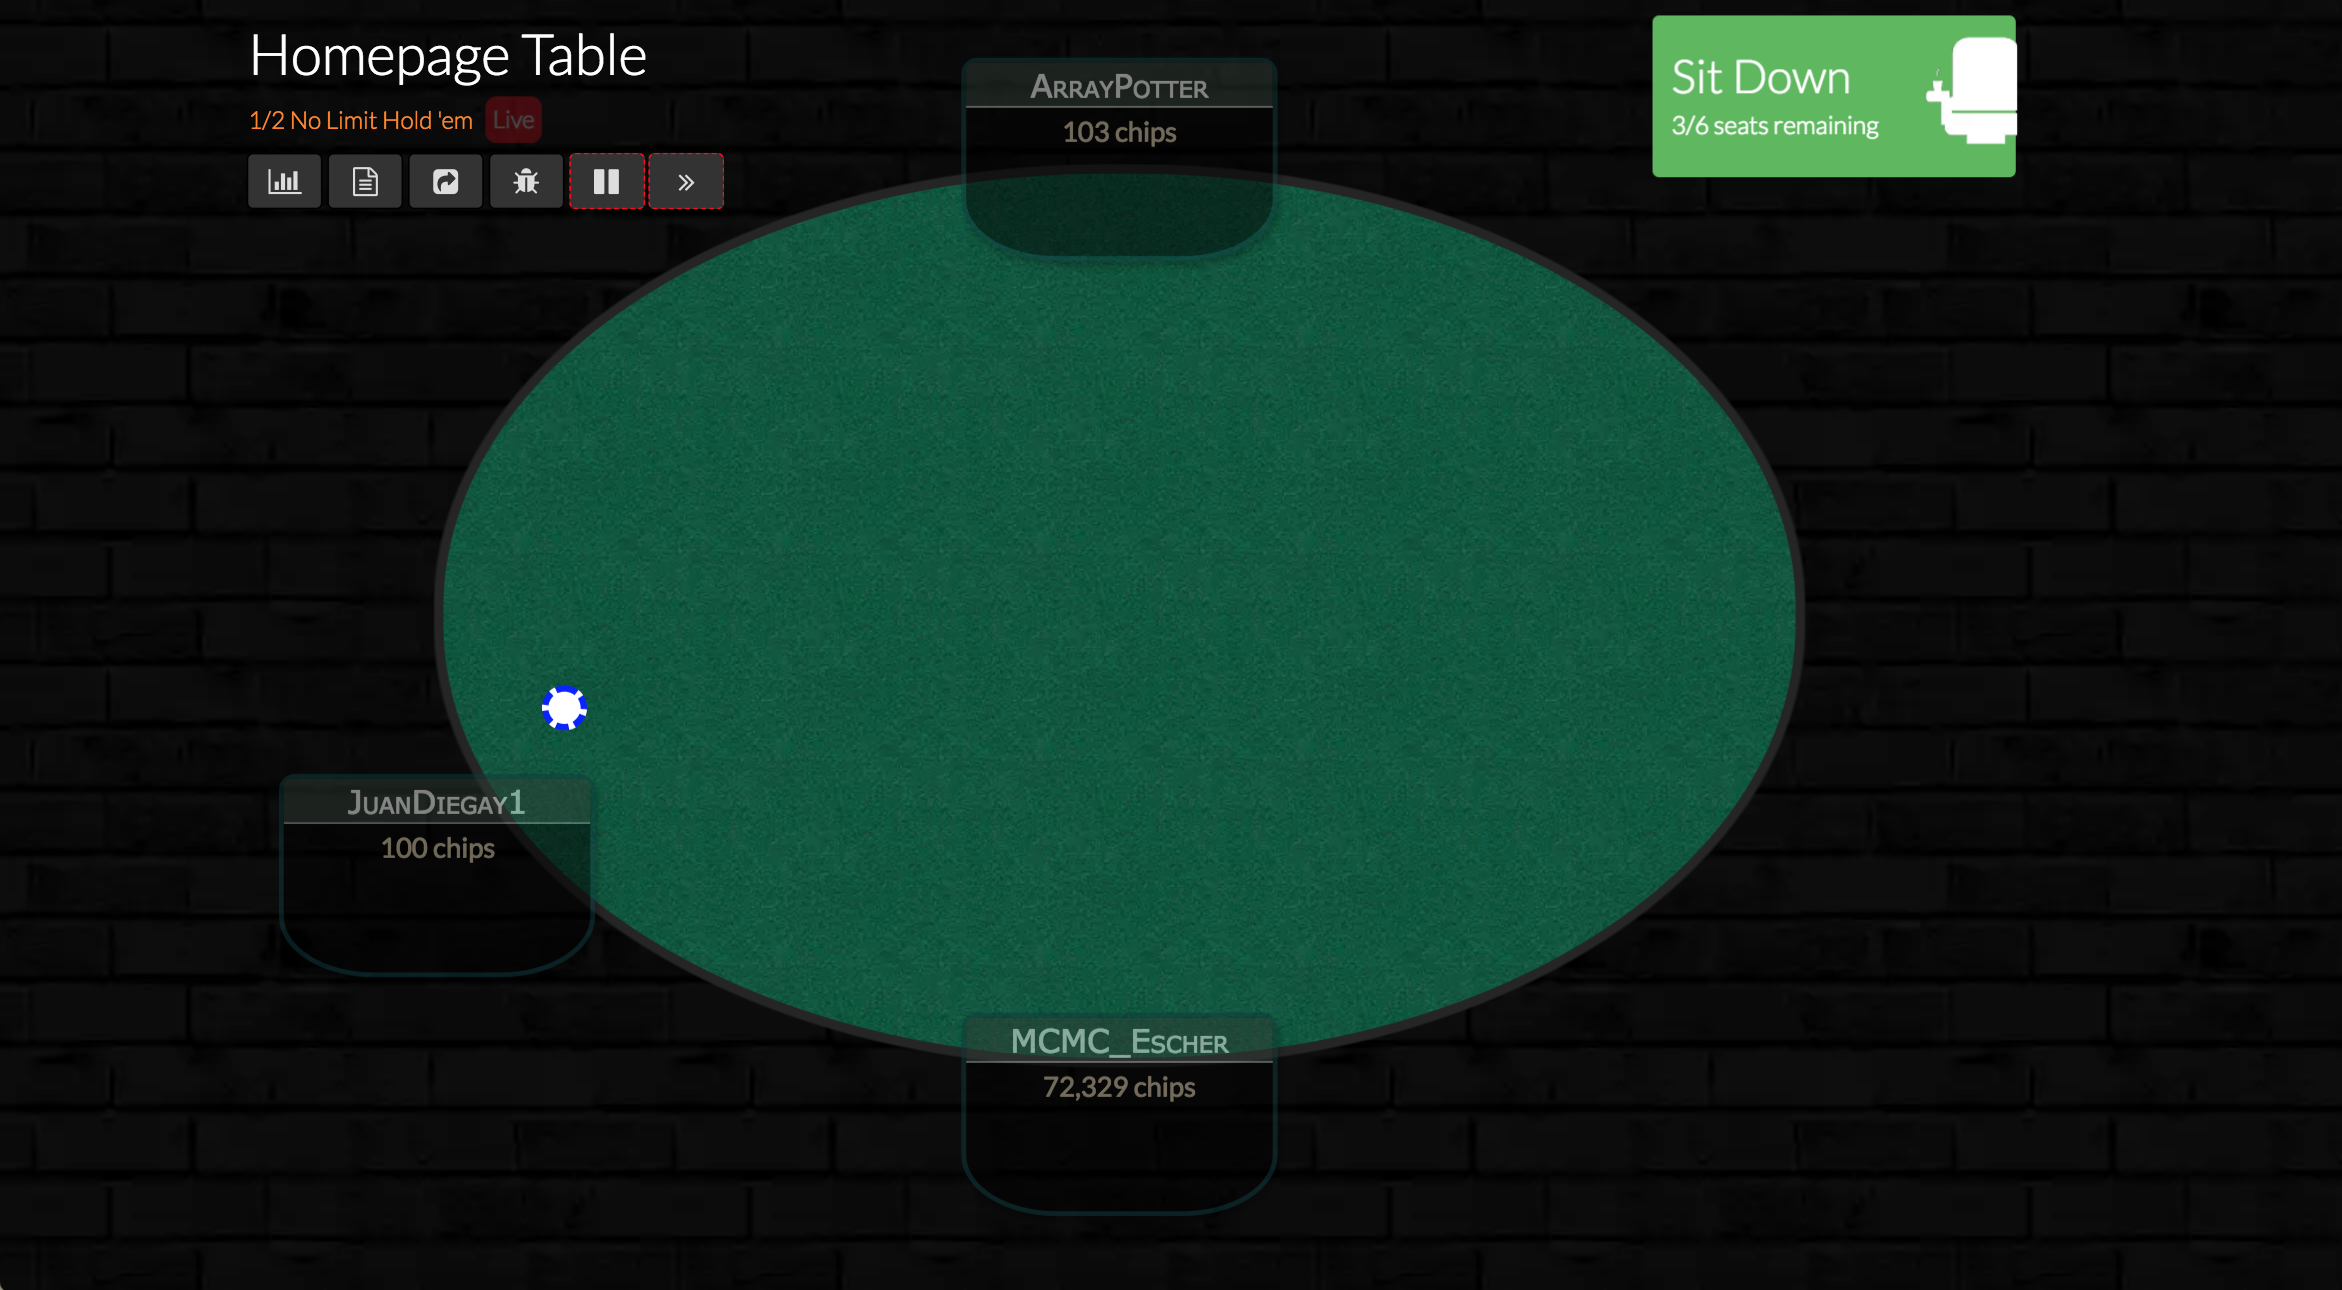 Homepage Table
1/2 No Limit Hold 'em Live
Sit Down
3/6 seats remaining
ArrayPotter
103 chips
JuanDiegay1
100 chips
MCMC_Escher
72,329 chips